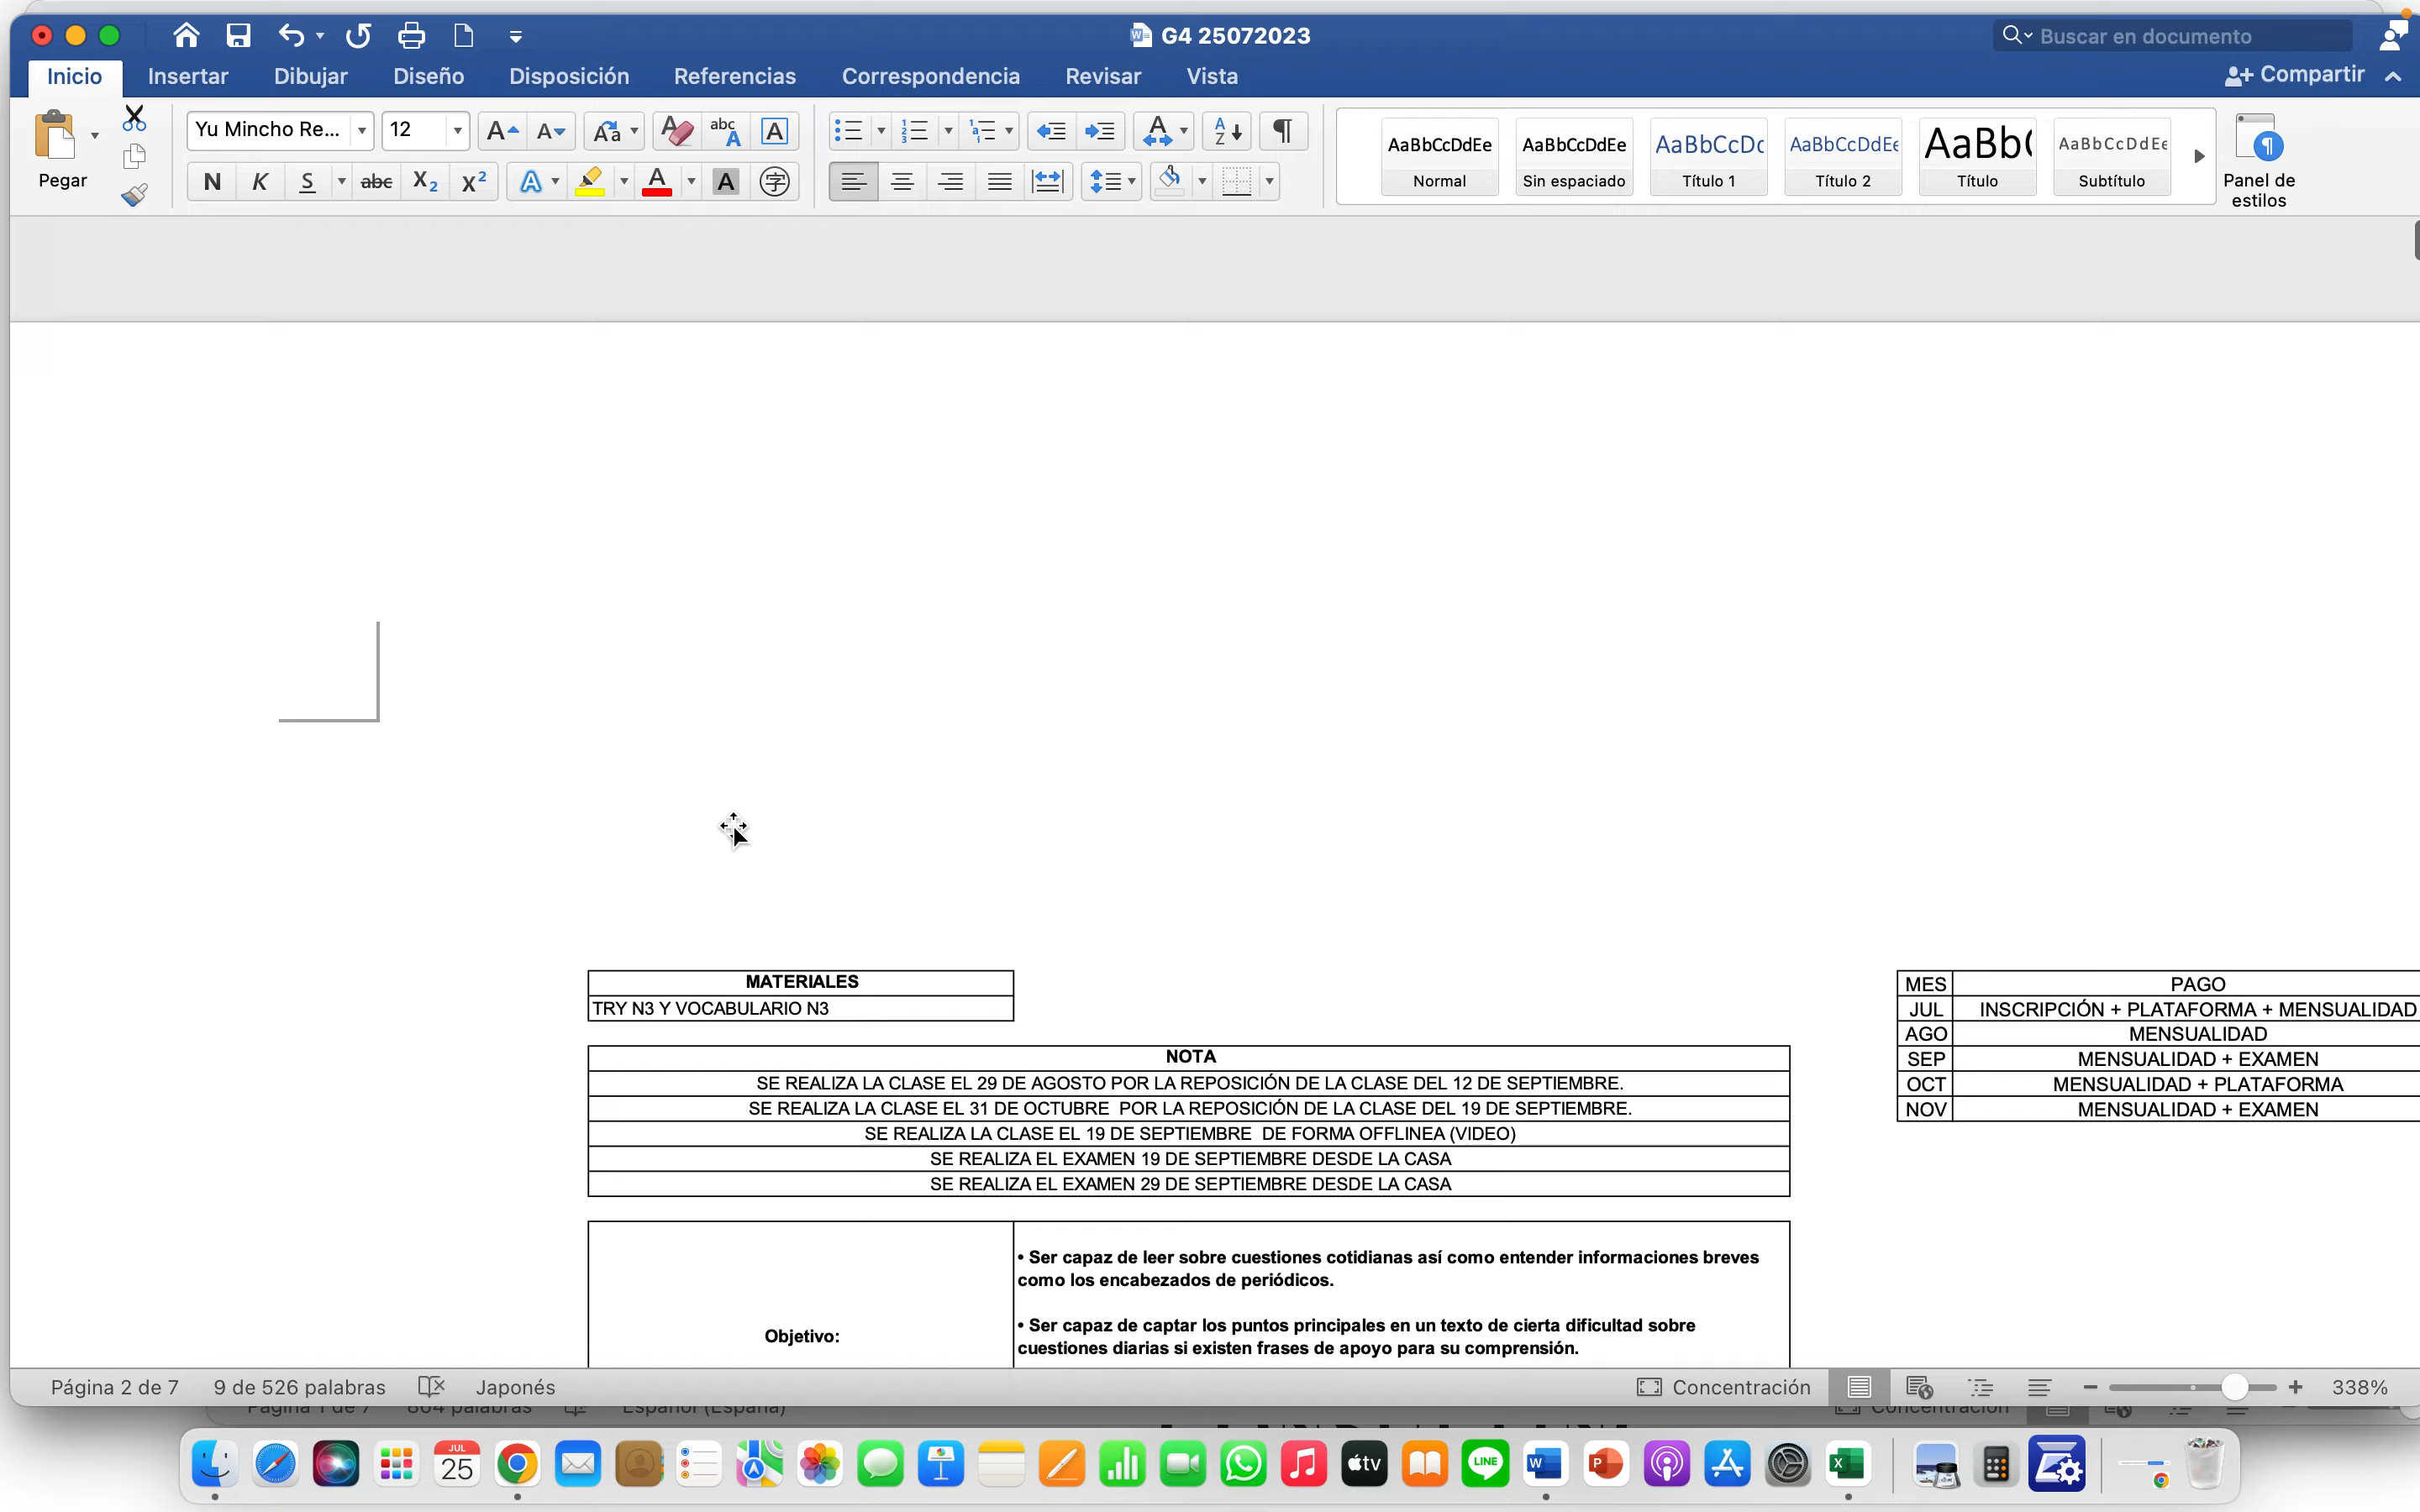 G4 25072023
Buscar en documento
Inicio Insertar Dibujar Diseño Disposición Referencias Correspondencia Revisar Vista
Compartir
Pegar
Yu Mincho Re... 12
N K S abc X2 X2
AaBbCcDdEe AaBbCcDdEe AaBbCcDc AaBbCcDdEe AaBb( AaBbCcDdEe
Normal Sin espaciado Título 1 Título 2 Título Subtítulo
Panel de
estilos
MATERIALES
TRY N3 Y VOCABULARIO N3
MES PAGO
JUL INSCRIPCIÓN + PLATAFORMA + MENSUALIDAD
AGO MENSUALIDAD
SEP MENSUALIDAD + EXAMEN
OCT MENSUALIDAD + PLATAFORMA
NOV MENSUALIDAD + EXAMEN
NOTA
SE REALIZA LA CLASE EL 29 DE AGOSTO POR LA REPOSICIÓN DE LA CLASE DEL 12 DE SEPTIEMBRE.
SE REALIZA LA CLASE EL 31 DE OCTUBRE POR LA REPOSICIÓN DE LA CLASE DEL 19 DE SEPTIEMBRE.
SE REALIZA LA CLASE EL 19 DE SEPTIEMBRE DE FORMA OFFLINEA (VIDEO)
SE REALIZA EL EXAMEN 19 DE SEPTIEMBRE DESDE LA CASA
SE REALIZA EL EXAMEN 29 DE SEPTIEMBRE DESDE LA CASA
Objetivo:
• Ser capaz de leer sobre cuestiones cotidianas así como entender informaciones breves
como los encabezados de periódicos.
• Ser capaz de captar los puntos principales en un texto de cierta dificultad sobre
cuestiones diarias si existen frases de apoyo para su comprensión.
Página 2 de 7 9 de 526 palabras Japonés
Concentración 338%
JUL
25
tv
LINE